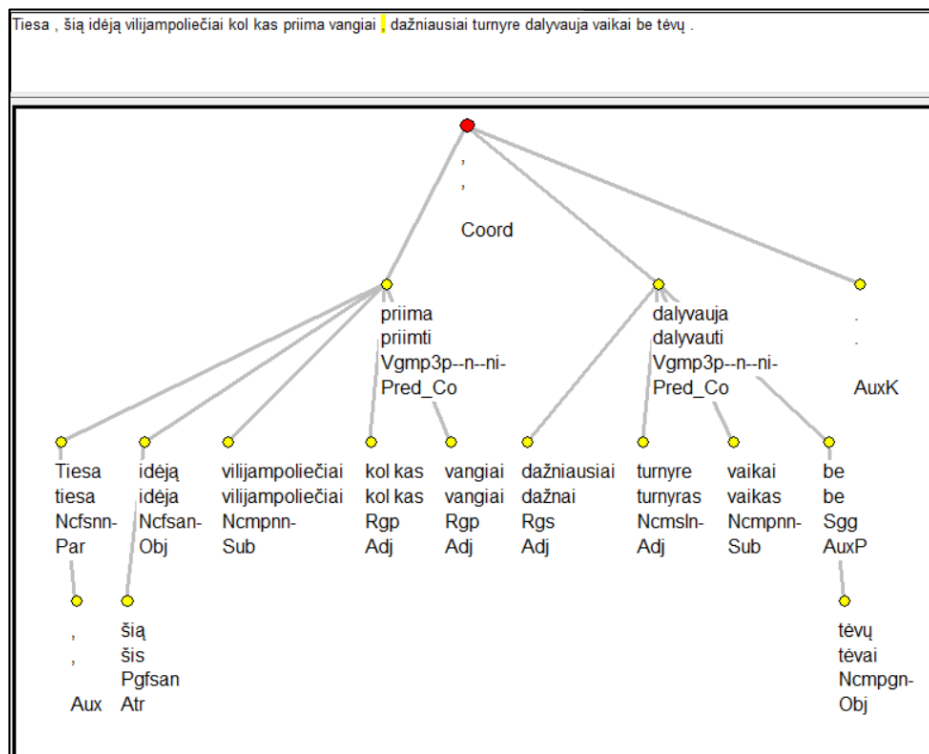 Tiesa , šią idėją vilijampoliečiai kol kas priima vangiai , dažniausiai turnyre dalyvauja vaikai be tėvų .
,
,
Coord
priima dalyvauja .
priimti dalyvauti .
Vgmp3p--n--ni- Vgmp3p--n--ni-
Pred_Co Pred_Co AuxK
Tiesa idėją vilijampoliečiai kol kas vangiai dažniausiai turnyre vaikai be
tiesa idėja vilijampoliečiai kol kas vangiai dažnai turnyras vaikas be
Ncfsnn- Ncfsan- Ncmpnn- Rgp Rgp Rgs Ncmsln- Ncmpnn- Sgg
Par Obj Sub Adj Adj Adj Adj Sub AuxP
, šią tėvų
, šis tėvai
Pgfsan Ncmpgn-
Aux Atr Obj